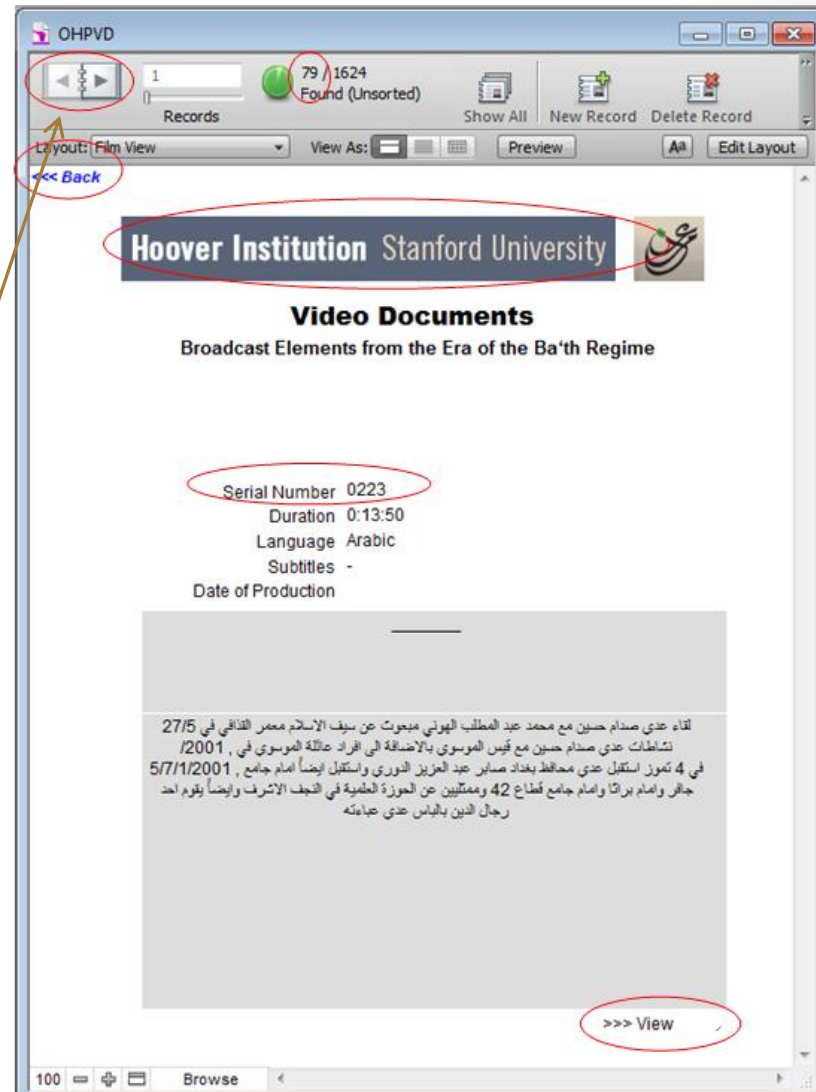 OHPVD
1
79 / 1624
Found (Unsorted)
Records
Show All
New Record
Delete Record
Layout: Film View
View As:
Preview
Aa
Edit Layout
<<< Back
Hoover Institution Stanford University
Video Documents
Broadcast Elements from the Era of the Ba'th Regime
Serial Number 0223
Duration 0:13:50
Language Arabic
Subtitles -
Date of Production
لقاء عدي صدام حسين مع محمد عبد المطلب الهوني مبعوث عن سيف الاسلام معمر القذافي في 27/5
نشاطات عدي صدام حسين مع قيس الموسوي بالاضافة الى افراد عائلة الموسوي في , 2001/
في 4 تموز استقبل عدي محافظ بغداد صابر عبد العزيز الدوري واستقبل ايضاً امام جامع , 5/7/1/2001
جافر وامام براثا وامام جامع قطاع 42 وممثليين عن الحوزة العلمية في النجف الاشرف وايضاً يقوم احد
رجال الدين بالباس عدي عباءته
>>> View
100
Browse